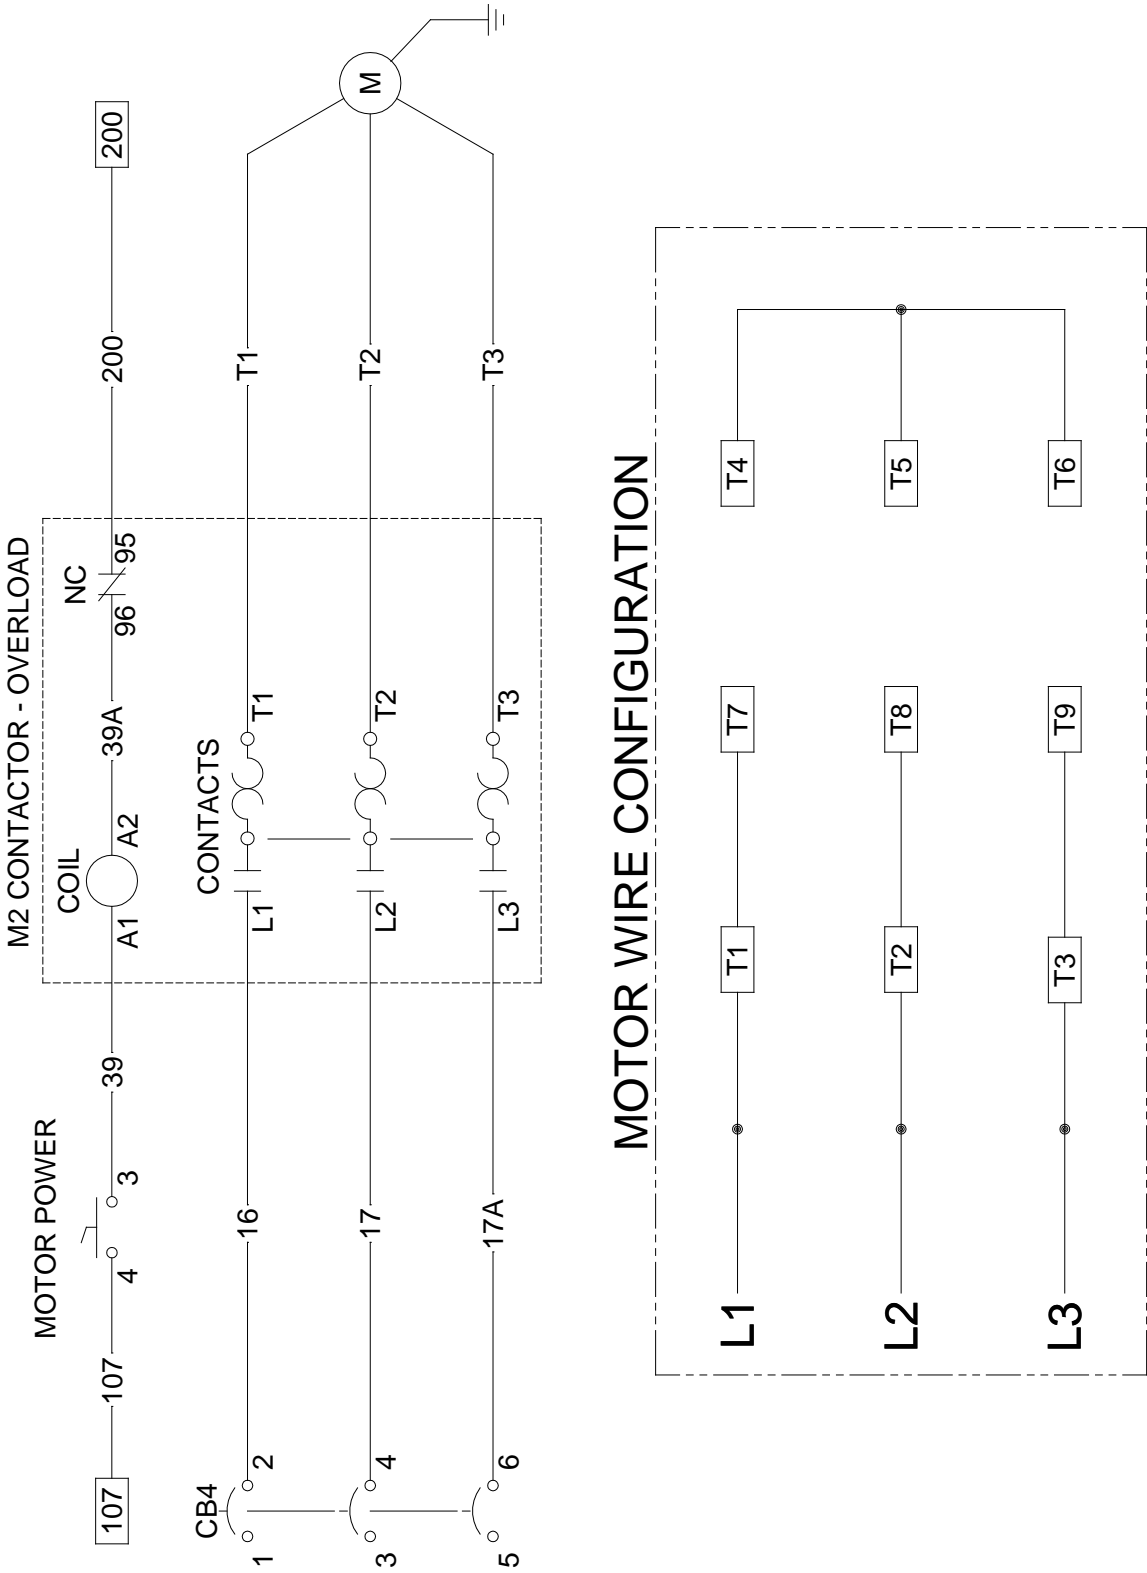 M2 CONTACTOR - OVERLOAD
MOTOR POWER
COIL
NC
107
107
4
3
39
A1
A2
39A
96
95
200
200
CB4
CONTACTS
1
2
16
L1
T1
T1
3
4
17
L2
T2
T2
M
5
6
17A
L3
T3
T3
MOTOR WIRE CONFIGURATION
L1
T1
T7
T4
L2
T2
T8
T5
L3
T3
T9
T6